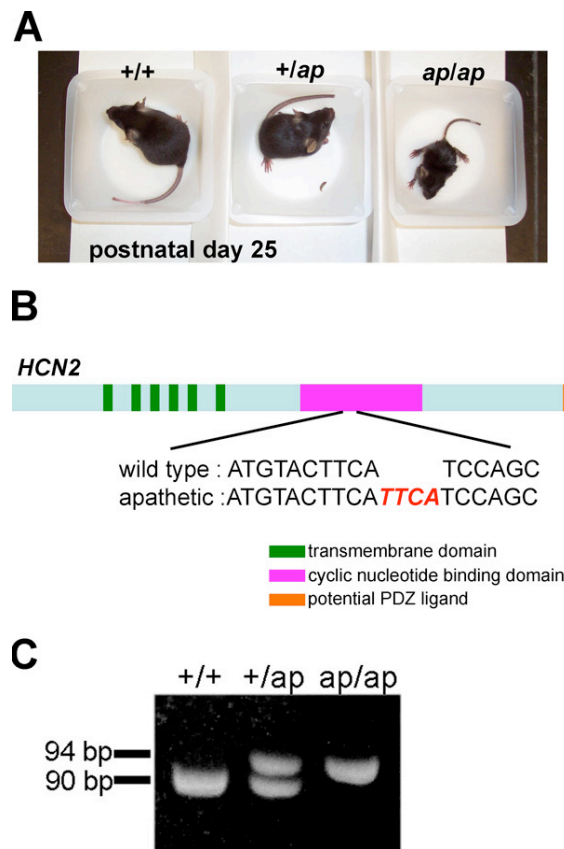 A
+/+ +/ap ap/ap
postnatal day 25
B
HCN2
wild type : ATGTACTTCA TCCAGC
apathetic :ATGTACTTCATTCATCCAGC
transmembrane domain
cyclic nucleotide binding domain
potential PDZ ligand
C
+/+ +/ap ap/ap
94 bp
90 bp